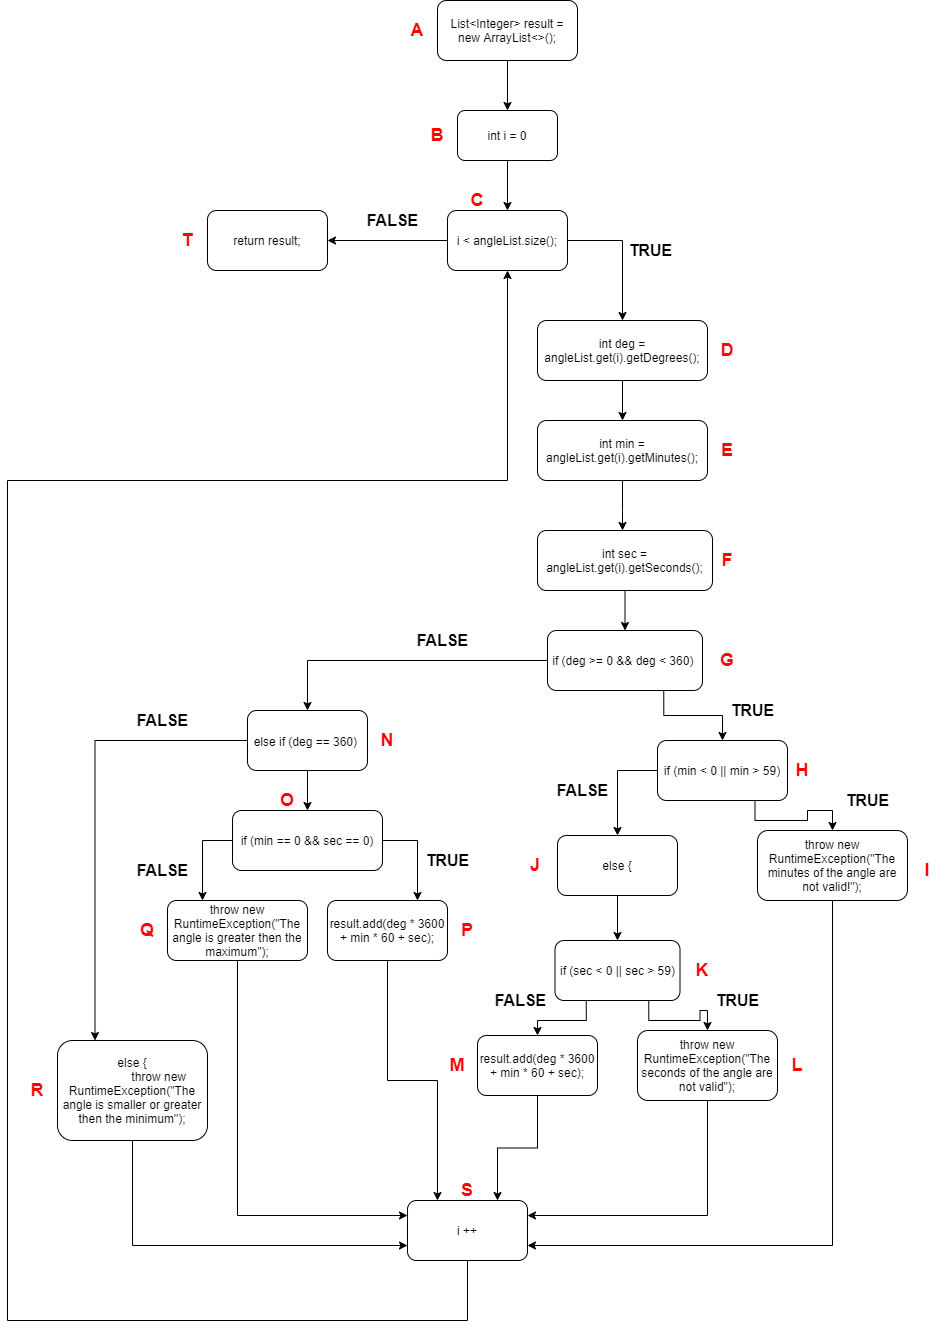 A
List<Integer> result =
new ArrayList<>();
B
int i = 0
C
i < angleList.size();
FALSE
T
return result;
TRUE
int deg =
angleList.get(i).getDegrees();
D
int min =
angleList.get(i).getMinutes();
E
int sec =
angleList.get(i).getSeconds();
F
if (deg >= 0 && deg < 360)
G
FALSE
TRUE
else if (deg == 360)
N
FALSE
if (min < 0 || min > 59)
H
FALSE
TRUE
O
if (min == 0 && sec == 0)
FALSE
TRUE
J
else {
throw new
RuntimeException("The
minutes of the angle are
not valid!");
I
Q
throw new
RuntimeException("The
angle is greater then the
maximum");
result.add(deg * 3600
+ min * 60 + sec);
P
if (sec < 0 || sec > 59)
K
FALSE
TRUE
R
else {
throw new
RuntimeException("The
angle is smaller or greater
then the minimum");
M
result.add(deg * 3600
+ min * 60 + sec);
throw new
RuntimeException("The
seconds of the angle are
not valid");
L
S
i ++